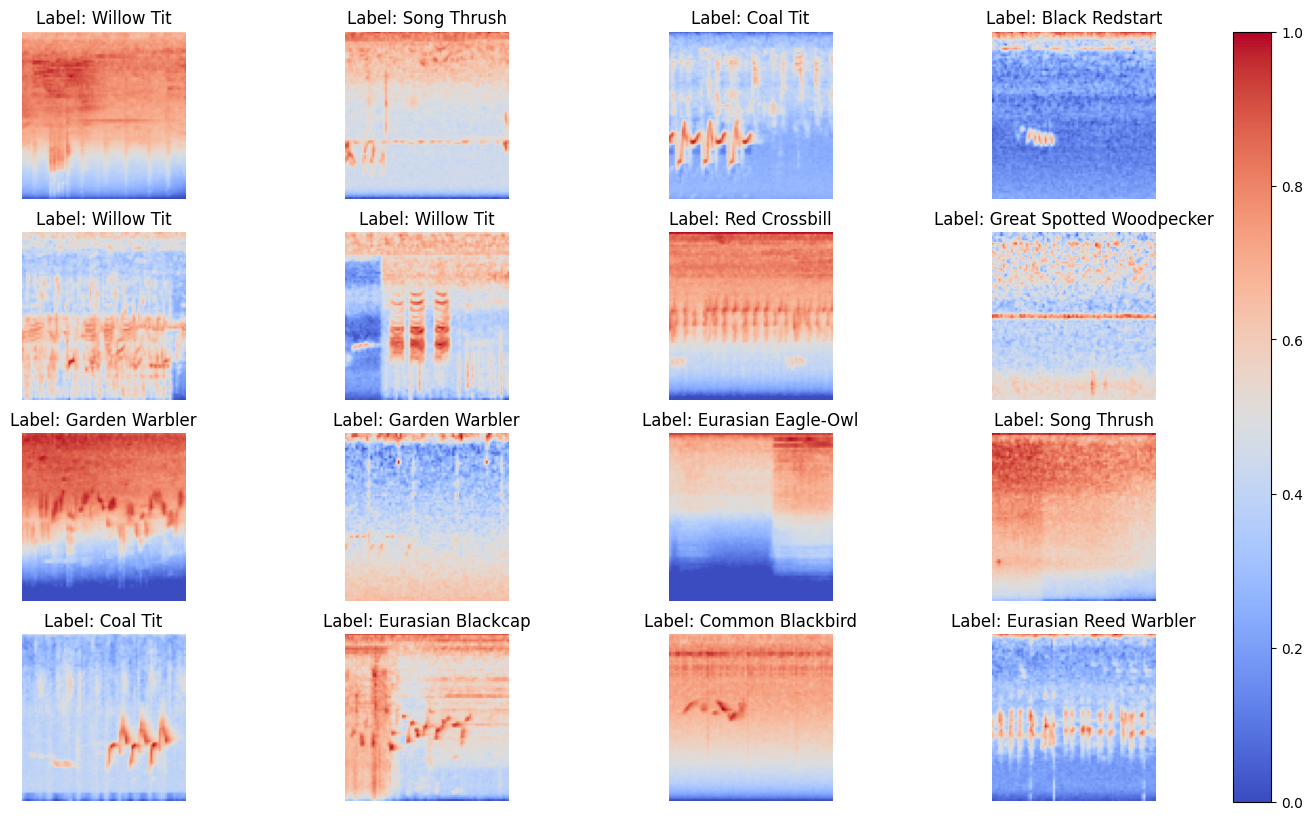 Label: Willow Tit
Label: Song Thrush
Label: Coal Tit
Label: Black Redstart
1.0
0.8
Label: Willow Tit
Label: Willow Tit
Label: Red Crossbill
Label: Great Spotted Woodpecker
0.6
Label: Garden Warbler
Label: Garden Warbler
Label: Eurasian Eagle-Owl
Label: Song Thrush
0.4
0.2
Label: Coal Tit
Label: Eurasian Blackcap
Label: Common Blackbird
Label: Eurasian Reed Warbler
0.0